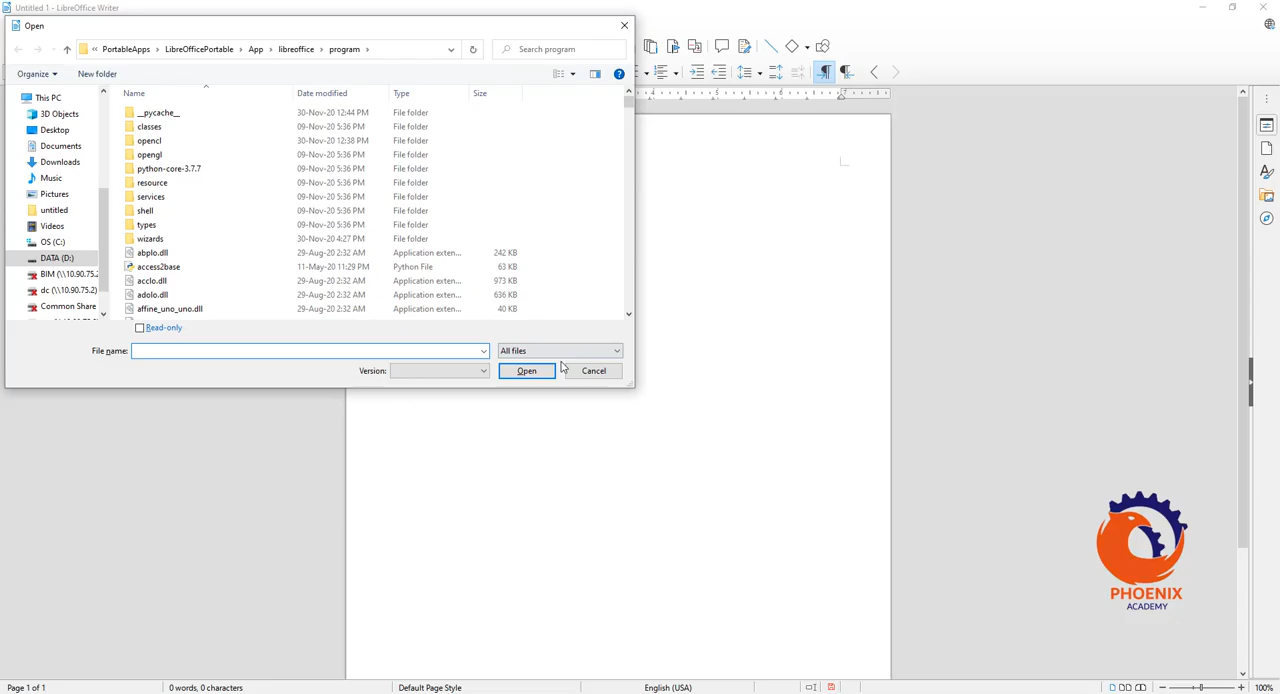 Untitled 1 - LibreOffice Writer
Open
« PortableApps › LibreOfficePortable › App › libreoffice › program ›
Search program
Organize
New folder
Name
Date modified
Type
Size
This PC
3D Objects
Desktop
Documents
Downloads
Music
Pictures
untitled
Videos
OS (C:)
DATA (D:)
BIM (\\10.90.75.2
dc (\\10.90.75.2)
Common Share
__pycache__ 30-Nov-20 12:44 PM File folder
classes 09-Nov-20 5:36 PM File folder
opencl 30-Nov-20 12:38 PM File folder
opengl 09-Nov-20 5:36 PM File folder
python-core-3.7.7 09-Nov-20 5:36 PM File folder
resource 09-Nov-20 5:36 PM File folder
services 09-Nov-20 5:36 PM File folder
shell 09-Nov-20 5:36 PM File folder
types 09-Nov-20 5:36 PM File folder
wizards 30-Nov-20 4:27 PM File folder
abplo.dll 29-Aug-20 2:32 AM Application exten... 242 KB
access2base 11-May-20 11:29 PM Python File 63 KB
acclo.dll 29-Aug-20 2:32 AM Application exten... 973 KB
adolo.dll 29-Aug-20 2:32 AM Application exten... 636 KB
affine_uno_uno.dll 29-Aug-20 2:32 AM Application exten... 40 KB
Read-only
File name:
All files
Version:
Open
Cancel
PHOENIX
ACADEMY
Page 1 of 1
0 words, 0 characters
Default Page Style
English (USA)
100%